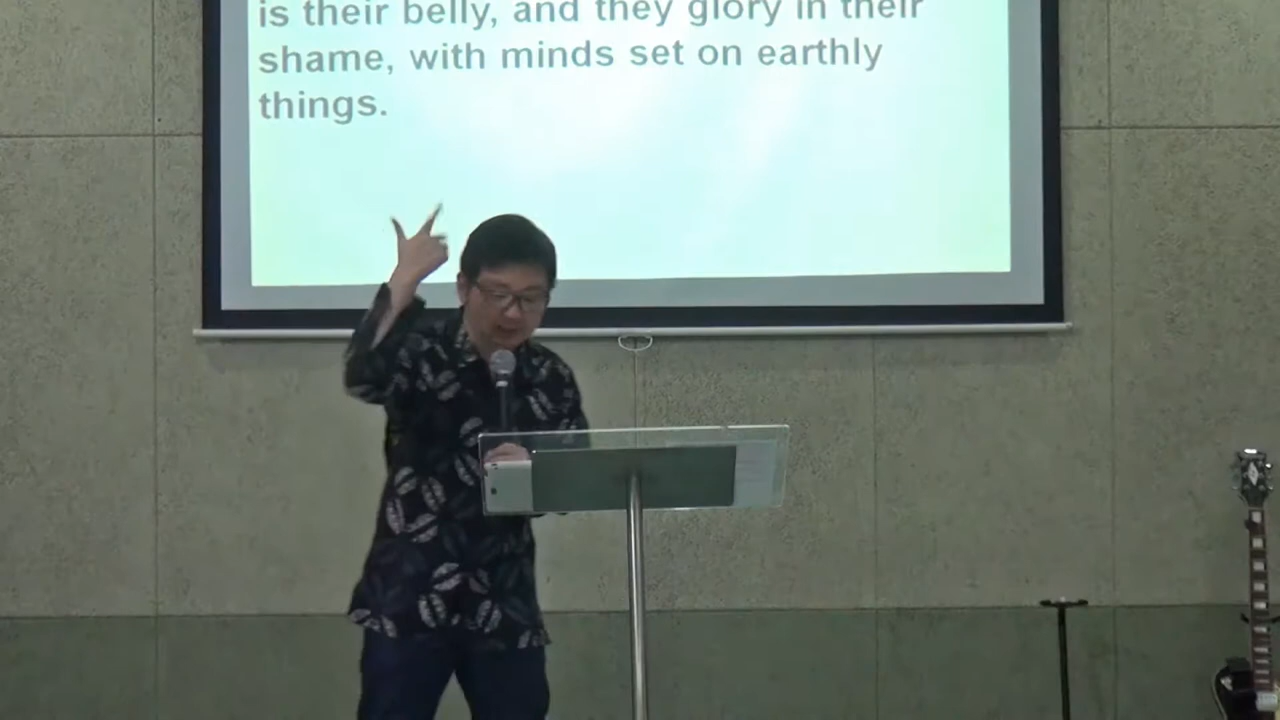 is their belly, and they glory in their
shame, with minds set on earthly
things.